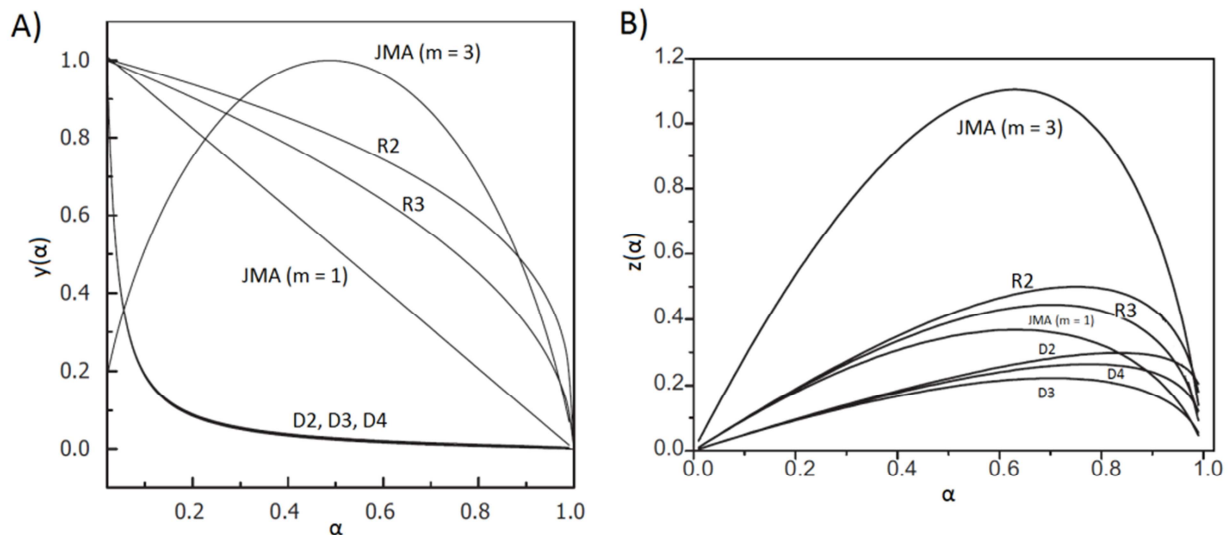 A)
JMA (m = 3)
R2
R3
JMA (m = 1)
D2, D3, D4
y(α)
1.0
0.8
0.6
0.4
0.2
0.0
0.2
0.4
0.6
0.8
1.0
α
B)
JMA (m = 3)
R2
R3
JMA (m = 1)
D2
D4
D3
z(α)
1.2
1.0
0.8
0.6
0.4
0.2
0.0
0.0
0.2
0.4
0.6
0.8
1.0
α